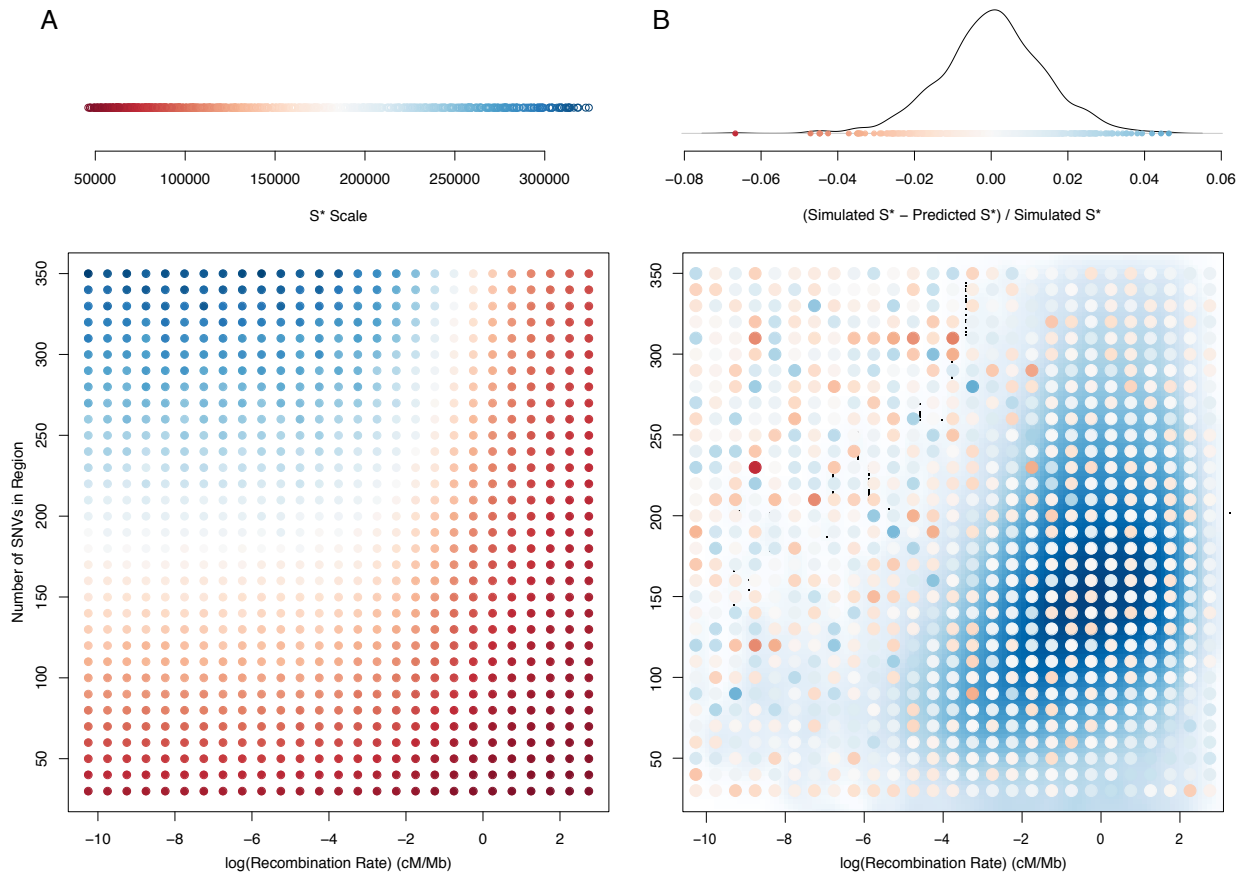 A
50000 100000 150000 200000 250000 300000
S* Scale
350
300
250
200
150
100
50
Number of SNVs in Region
−10 −8 −6 −4 −2 0 2
log(Recombination Rate) (cM/Mb)
B
−0.08 −0.06 −0.04 −0.02 0.00 0.02 0.04 0.06
(Simulated S* − Predicted S*) / Simulated S*
350
300
250
200
150
100
50
−10 −8 −6 −4 −2 0 2
log(Recombination Rate) (cM/Mb)